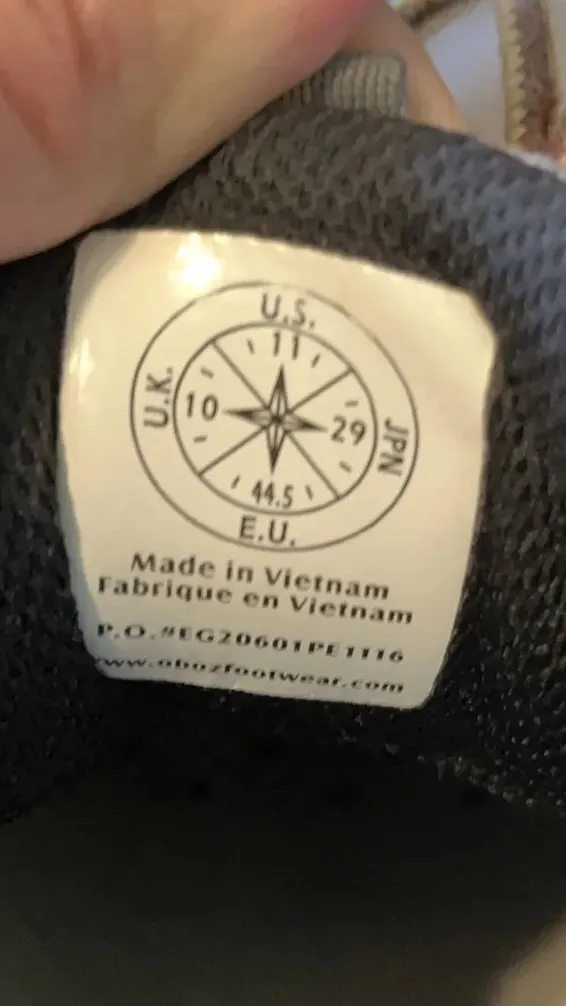 U.S.
11
U.K.
10
29
JPN
44.5
E.U.
Made in Vietnam
Fabrique en Vietnam
P.O.#EG20601PE1116
www.obozfootwear.com